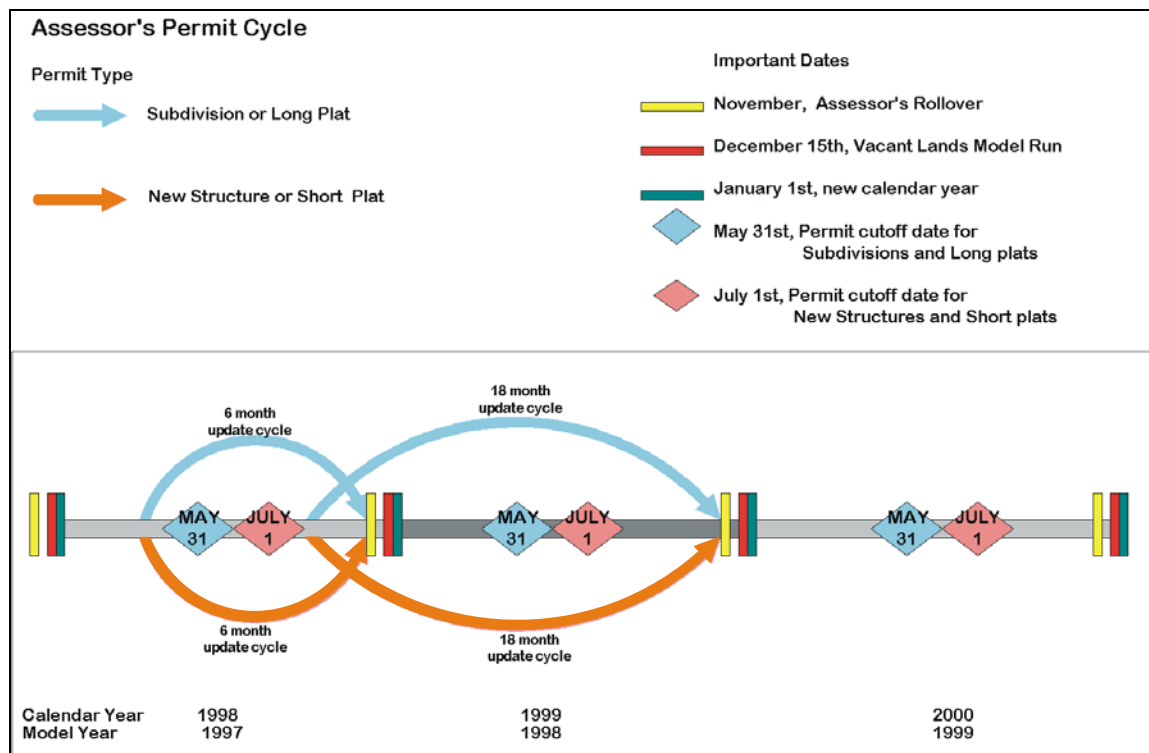 Assessor's Permit Cycle
Permit Type
Subdivision or Long Plat
New Structure or Short Plat
Important Dates
November, Assessor's Rollover
December 15th, Vacant Lands Model Run
January 1st, new calendar year
May 31st, Permit cutoff date for
Subdivisions and Long plats
July 1st, Permit cutoff date for
New Structures and Short plats
6 month
update cycle
18 month
update cycle
MAY
31
JULY
1
MAY
31
JULY
1
MAY
31
JULY
1
6 month
update cycle
18 month
update cycle
Calendar Year 1998 1999 2000
Model Year 1997 1998 1999